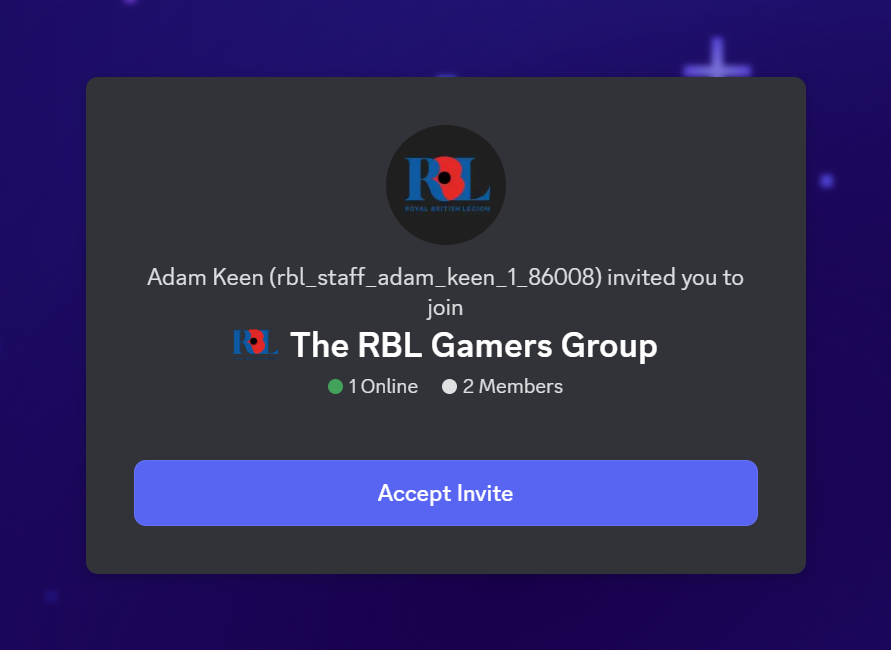 RBL
ROYAL BRITISH LEGION
Adam Keen (rbl_staff_adam_keen_1_86008) invited you to
join
RBL The RBL Gamers Group
1 Online 2 Members
Accept Invite